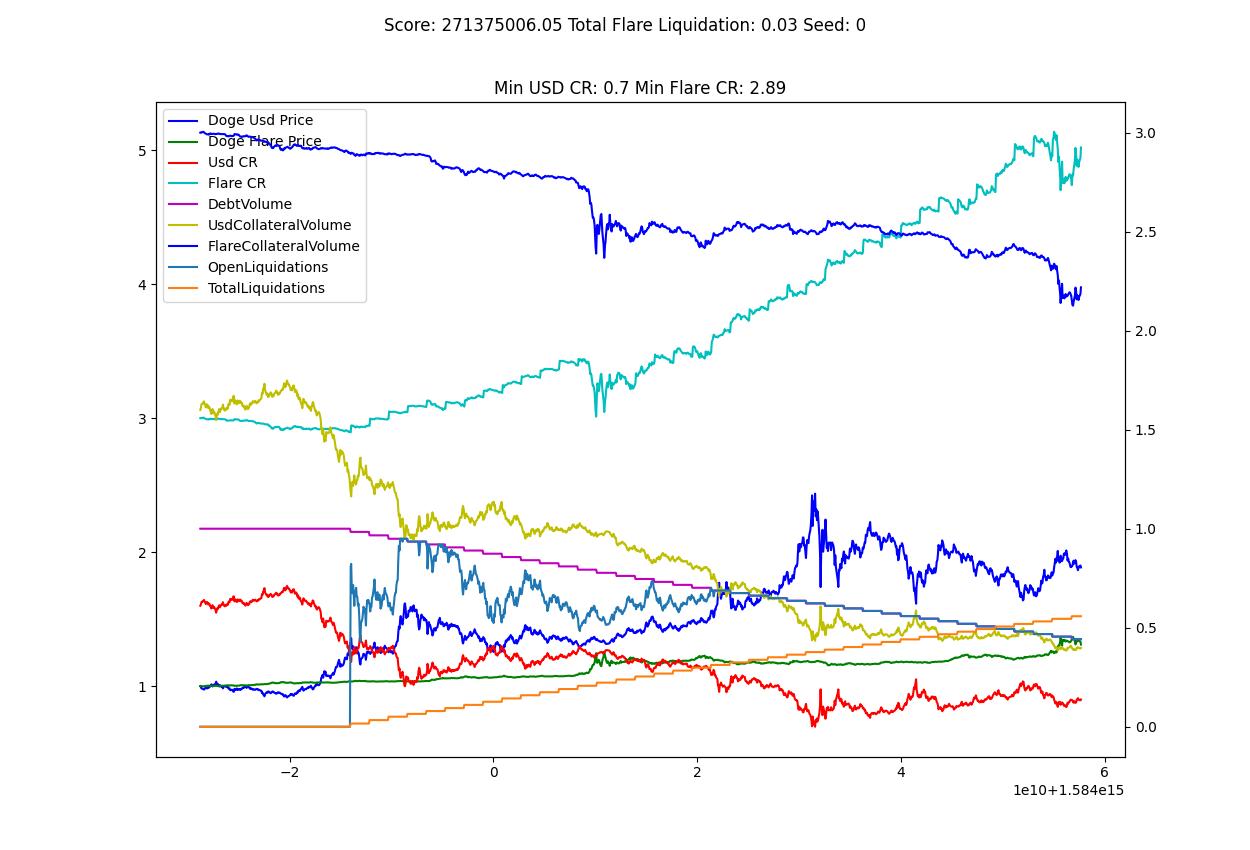 Score: 271375006.05 Total Flare Liquidation: 0.03 Seed: 0
Min USD CR: 0.7 Min Flare CR: 2.89
Doge Usd Price
Doge Flare Price
Usd CR
Flare CR
DebtVolume
UsdCollateralVolume
FlareCollateralVolume
OpenLiquidations
TotalLiquidations
5
4
3
2
1
3.0
2.5
2.0
1.5
1.0
0.5
0.0
−2 0 2 4 6
1e10+1.584e15